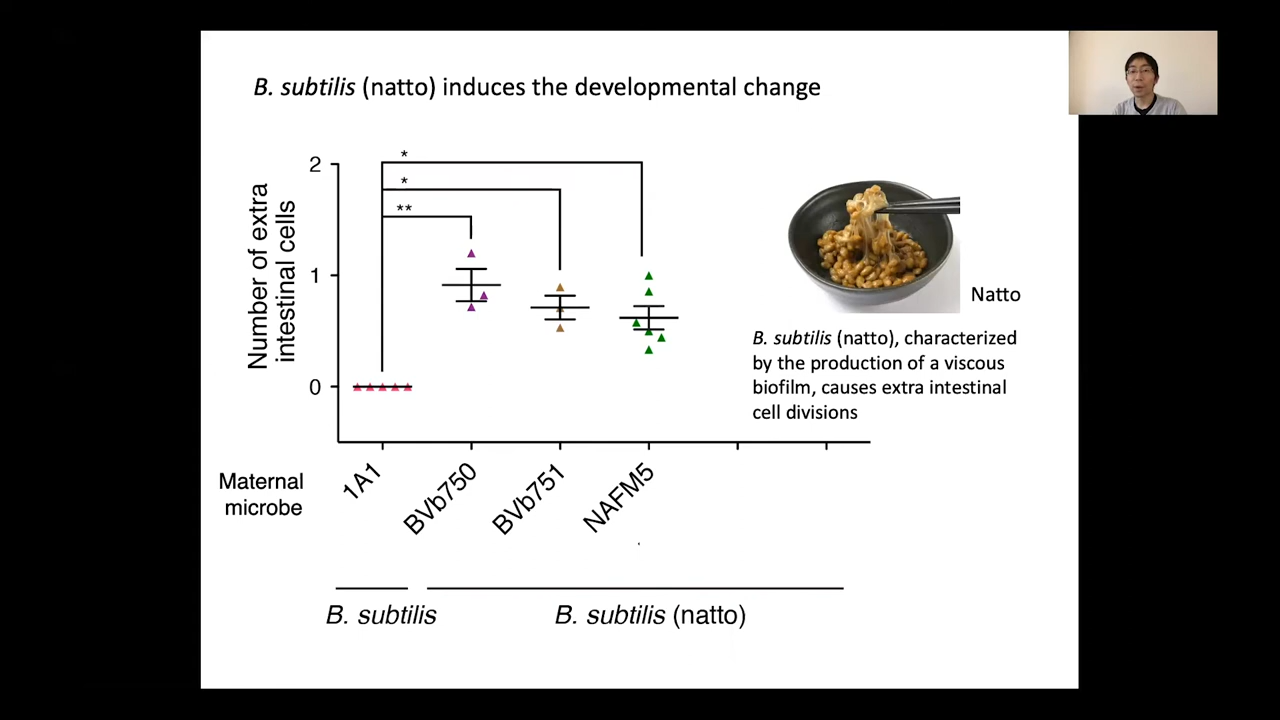 B. subtilis (natto) induces the developmental change
Number of extra
intestinal cells
2
1
0
*
*
**
Natto
B. subtilis (natto), characterized
by the production of a viscous
biofilm, causes extra intestinal
cell divisions
Maternal
microbe
1A1
BVb750
BVb751
NAFM5
B. subtilis
B. subtilis (natto)